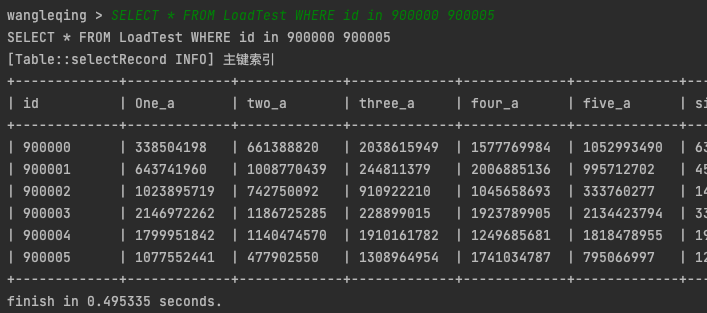 wangleqing > SELECT * FROM LoadTest WHERE id in 900000 900005
SELECT * FROM LoadTest WHERE id in 900000 900005
[Table::selectRecord INFO] 主键索引
+-------------+-------------+-------------+-------------+-------------+-------------+---
| id | One_a | two_a | three_a | four_a | five_a | si
+-------------+-------------+-------------+-------------+-------------+-------------+---
| 900000 | 338504198 | 661388820 | 2038615949 | 1577769984 | 1052993490 | 63
| 900001 | 643741960 | 1008770439 | 244811379 | 2006885136 | 995712702 | 45
| 900002 | 1023895719 | 742750092 | 910922210 | 1045658693 | 333760277 | 14
| 900003 | 2146972262 | 1186725285 | 228899015 | 1923789905 | 2134423794 | 33
| 900004 | 1799951842 | 1140474570 | 1910161782 | 1249685681 | 1818478955 | 19
| 900005 | 1077552441 | 477902550 | 1308964954 | 1741034787 | 795066997 | 12
+-------------+-------------+-------------+-------------+-------------+-------------+---
finish in 0.495335 seconds.